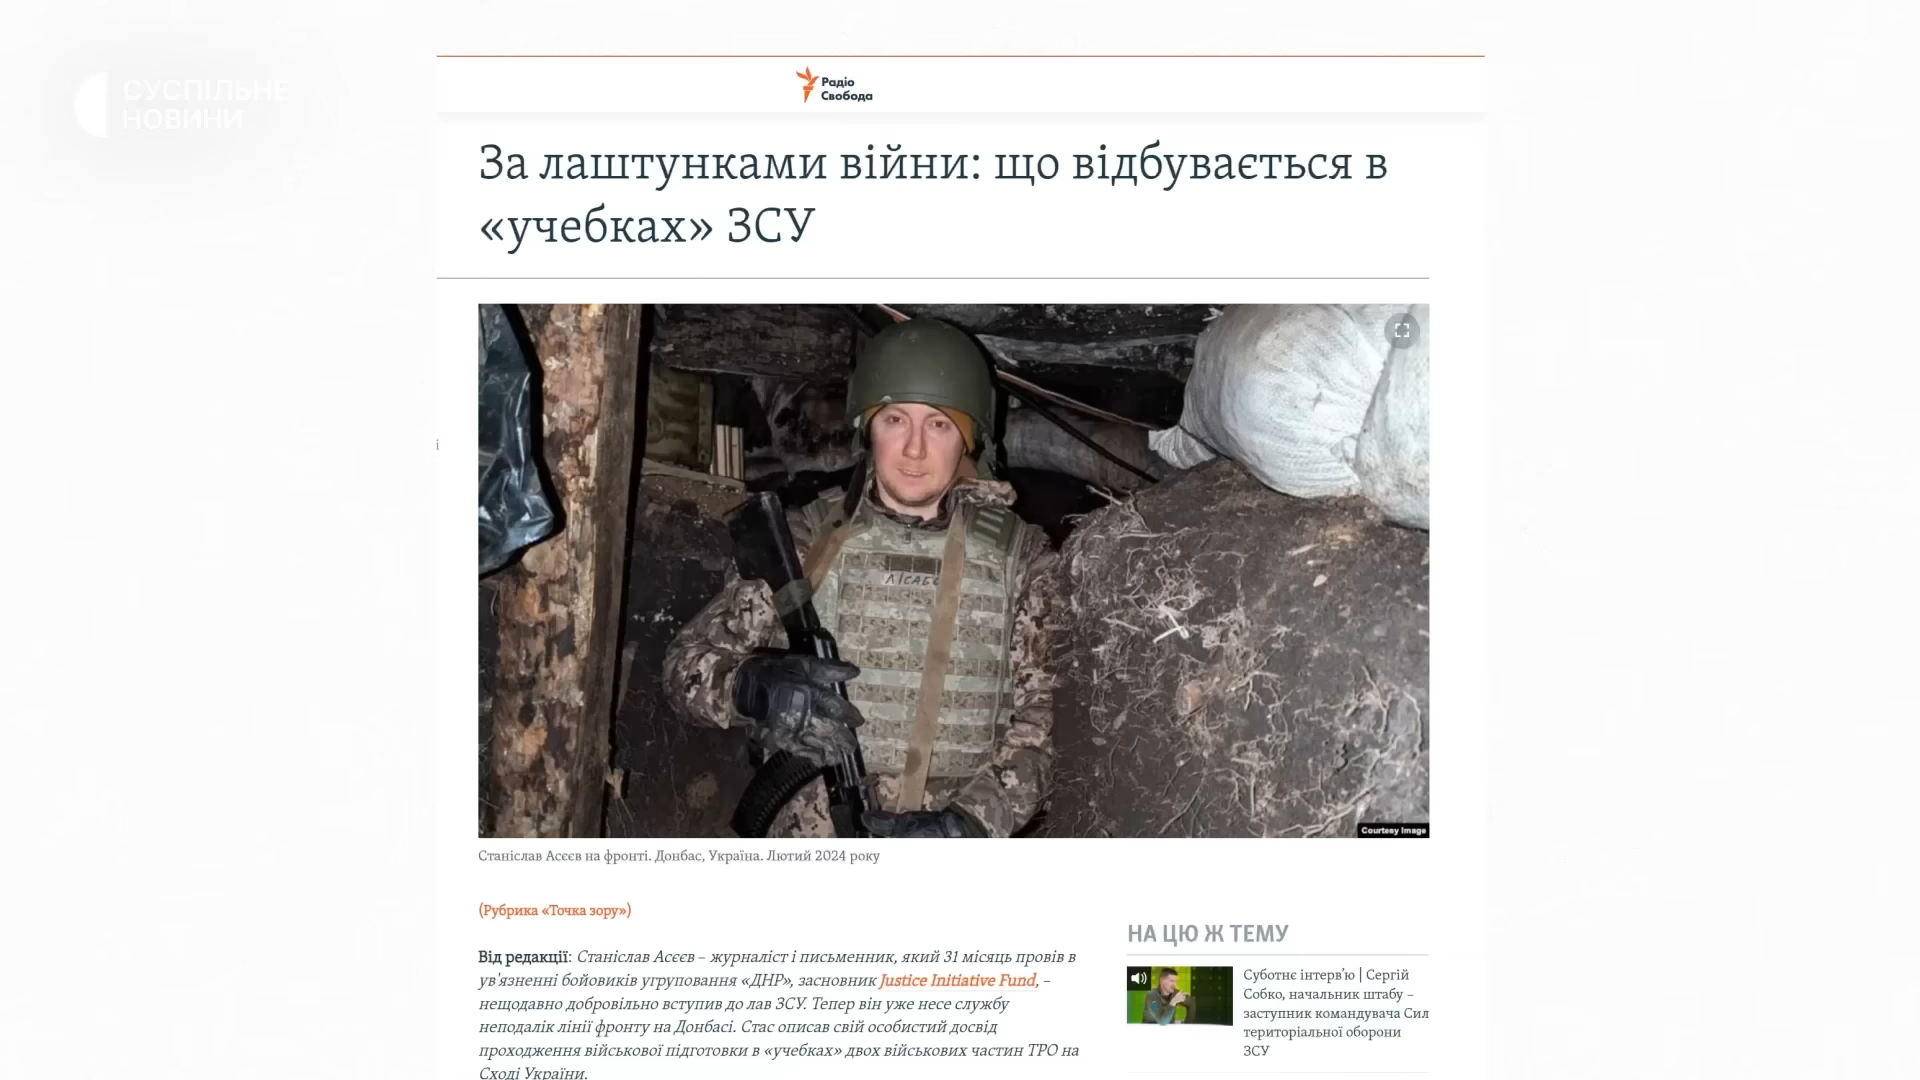 СУСПІЛЬНЕ
НОВИНИ
Радіо
Свобода
За лаштунками війни: що відбувається в
«учебках» ЗСУ
і
ЛІСАБО
Courtesy Image
Станіслав Асєєв на фронті. Донбас, Україна. Лютий 2024 року
(Рубрика «Точка зору»)
Від редакції: Станіслав Асєєв – журналіст і письменник, який 31 місяць провів в
ув'язненні бойовиків угруповання «ДНР», засновник Justice Initiative Fund, –
нещодавно добровільно вступив до лав ЗСУ. Тепер він уже несе службу
неподалік лінії фронту на Донбасі. Стас описав свій особистий досвід
проходження військової підготовки в «учебках» двох військових частин ТРО на
Сході України.
НА ЦЮ Ж ТЕМУ
Суботнє інтерв’ю | Сергій
Собко, начальник штабу –
заступник командувача Сил
територіальної оборони
ЗСУ